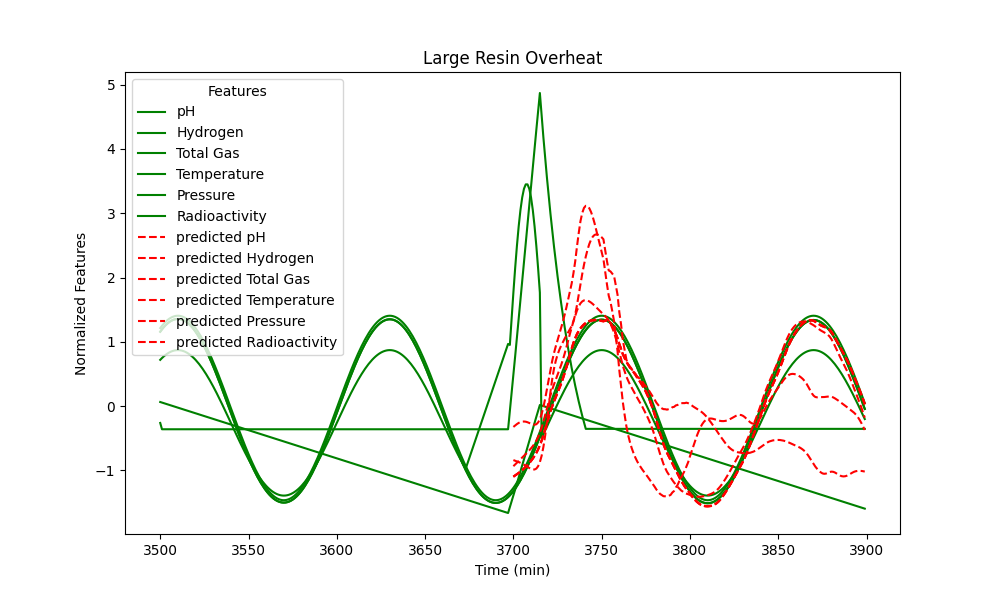 Large Resin Overheat
Normalized Features
5
4
3
2
1
0
−1
Features
pH
Hydrogen
Total Gas
Temperature
Pressure
Radioactivity
predicted pH
predicted Hydrogen
predicted Total Gas
predicted Temperature
predicted Pressure
predicted Radioactivity
3500 3550 3600 3650 3700 3750 3800 3850 3900
Time (min)